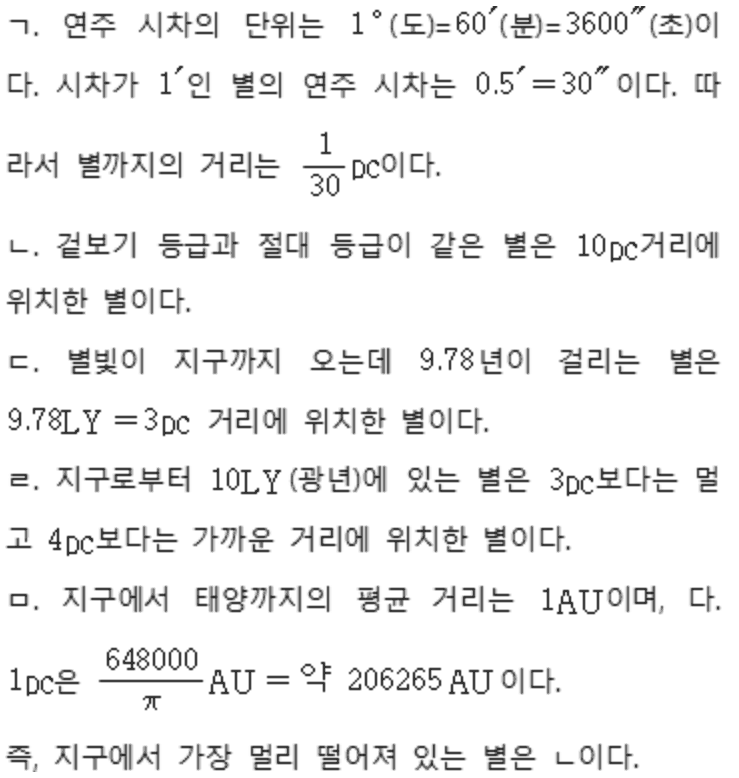 ㄱ. 연주 시차의 단위는 1°(도)=60′(분)=3600″(초)이
다. 시차가 1′인 별의 연주 시차는 0.5′=30″이다. 따
라서 별까지의 거리는 1/30 pc이다.
ㄴ. 겉보기 등급과 절대 등급이 같은 별은 10pc거리에
위치한 별이다.
ㄷ. 별빛이 지구까지 오는데 9.78년이 걸리는 별은
9.78LY=3pc 거리에 위치한 별이다.
ㄹ. 지구로부터 10LY(광년)에 있는 별은 3pc보다는 멀
고 4pc보다는 가까운 거리에 위치한 별이다.
ㅁ. 지구에서 태양까지의 평균 거리는 1AU이며, 다.
1pc은 648000/π AU = 약 206265AU이다.
즉, 지구에서 가장 멀리 떨어져 있는 별은 ㄴ이다.